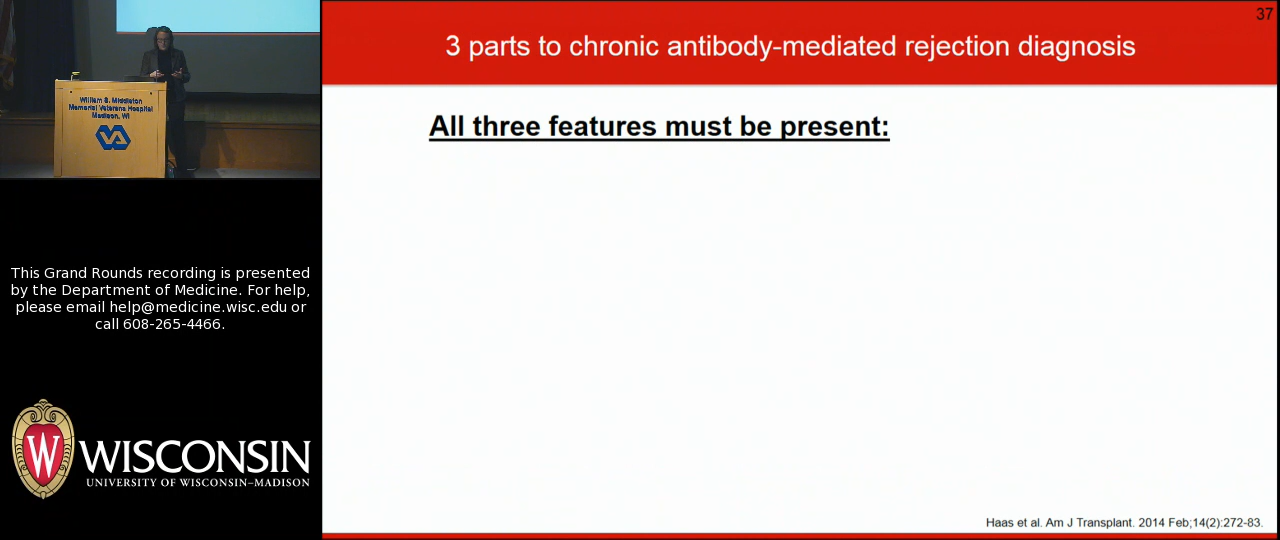 William S. Middleton
Memorial Veterans Hospital
Madison, WI
This Grand Rounds recording is presented
by the Department of Medicine. For help,
please email help@medicine.wisc.edu or
call 608-265-4466.
W WISCONSIN
UNIVERSITY OF WISCONSIN–MADISON
37
3 parts to chronic antibody-mediated rejection diagnosis
All three features must be present:
Haas et al. Am J Transplant. 2014 Feb;14(2):272-83.